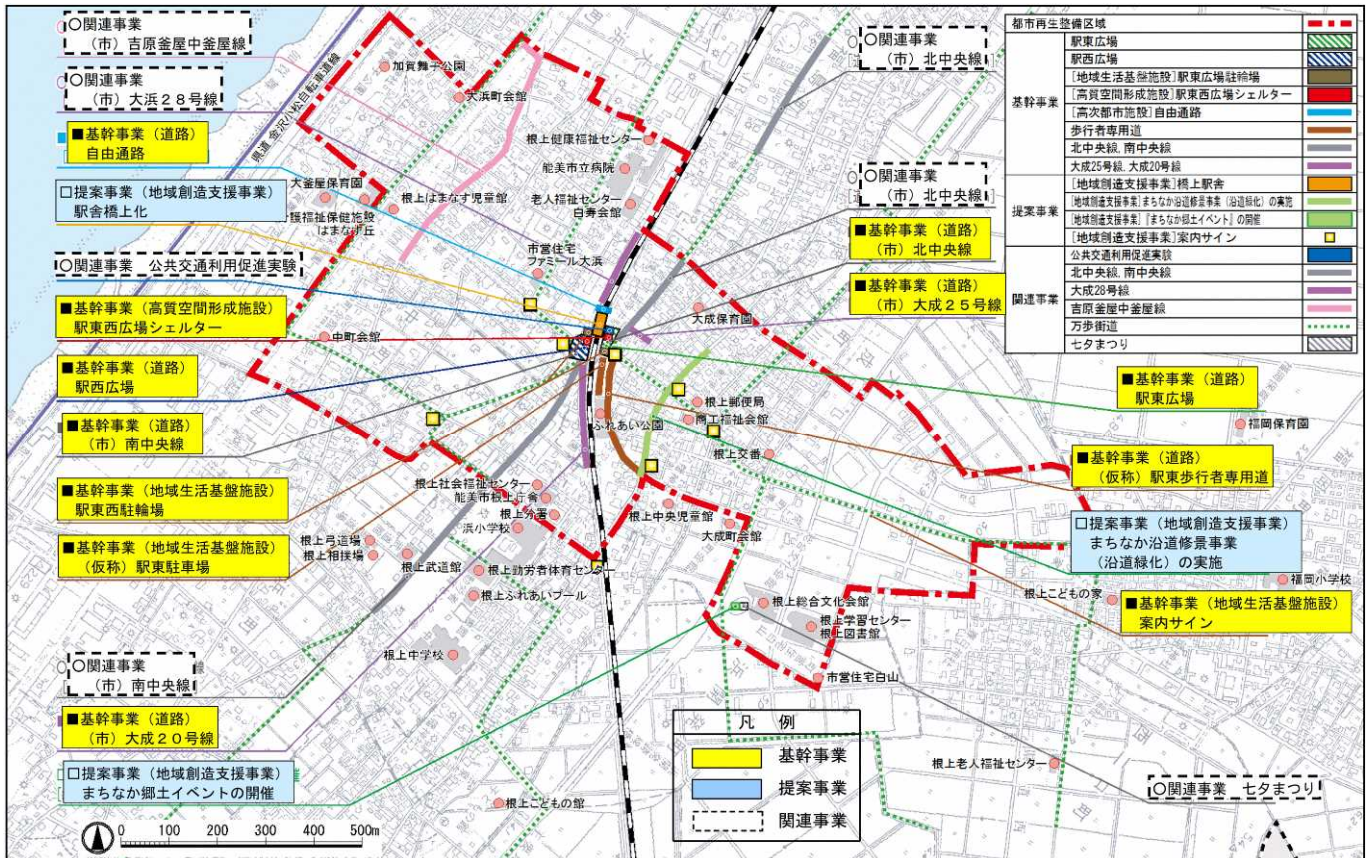 ○関連事業
（市）吉原釜屋中釜屋線
○関連事業
（市）大浜２８号線
■基幹事業（道路）
自由通路
□提案事業（地域創造支援事業）
駅舎橋上化
○関連事業　公共交通利用促進実験
■基幹事業（高質空間形成施設）
駅東西広場シェルター
■基幹事業（道路）
駅西広場
■基幹事業（道路）
（市）南中央線
■基幹事業（地域生活基盤施設）
駅東西駐輪場
■基幹事業（地域生活基盤施設）
（仮称）駅東駐車場
○関連事業
（市）南中央線
■基幹事業（道路）
（市）大成２０号線
□提案事業（地域創造支援事業）
まちなか郷土イベントの開催
県道 金沢小松自転車道線
加賀舞子公園
大浜町会館
根上健康福祉センター
能美市立病院
老人福祉センター
白寿会館
大釜屋保育園
根上はまなす児童館
護福祉保健施設
はまなすの丘
市営住宅
ファミール大浜
中町会館
大成保育園
根上郵便局
商工福祉会館
ふれあい公園
根上交番
根上社会福祉センター
能美市根上庁舎
根上分署
浜小学校
根上弓道場
根上相撲場
根上武道館
根上勤労者体育センター
根上ふれあいプール
根上中学校
根上こどもの館
根上中央児童館
大成町会館
根上総合文化会館
根上学習センター
根上図書館
市営住宅白山
根上老人福祉センター
根上こどもの家
福岡小学校
福岡保育園
○関連事業
（市）北中央線
○関連事業
（市）北中央線
■基幹事業（道路）
（市）北中央線
■基幹事業（道路）
（市）大成２５号線
■基幹事業（道路）
駅東広場
■基幹事業（道路）
（仮称）駅東歩行者専用道
□提案事業（地域創造支援事業）
まちなか沿道修景事業
（沿道緑化）の実施
■基幹事業（地域生活基盤施設）
案内サイン
○関連事業　七夕まつり
都市再生整備区域
基幹事業
駅東広場
駅西広場
［地域生活基盤施設］駅東広場駐輪場
［高質空間形成施設］駅東西広場シェルター
［高次都市施設］自由通路
歩行者専用道
北中央線、南中央線
大成25号線、大成20号線
提案事業
［地域創造支援事業］橋上駅舎
［地域創造支援事業］まちなか沿道修景事業（沿道緑化）の実施
［地域創造支援事業］『まちなか郷土イベント』の開催
［地域創造支援事業］案内サイン
関連事業
公共交通利用促進実験
北中央線、南中央線
大成28号線
吉原釜屋中釜屋線
万歩街道
七夕まつり
凡　例
基幹事業
提案事業
関連事業
0 100 200 300 400 500m